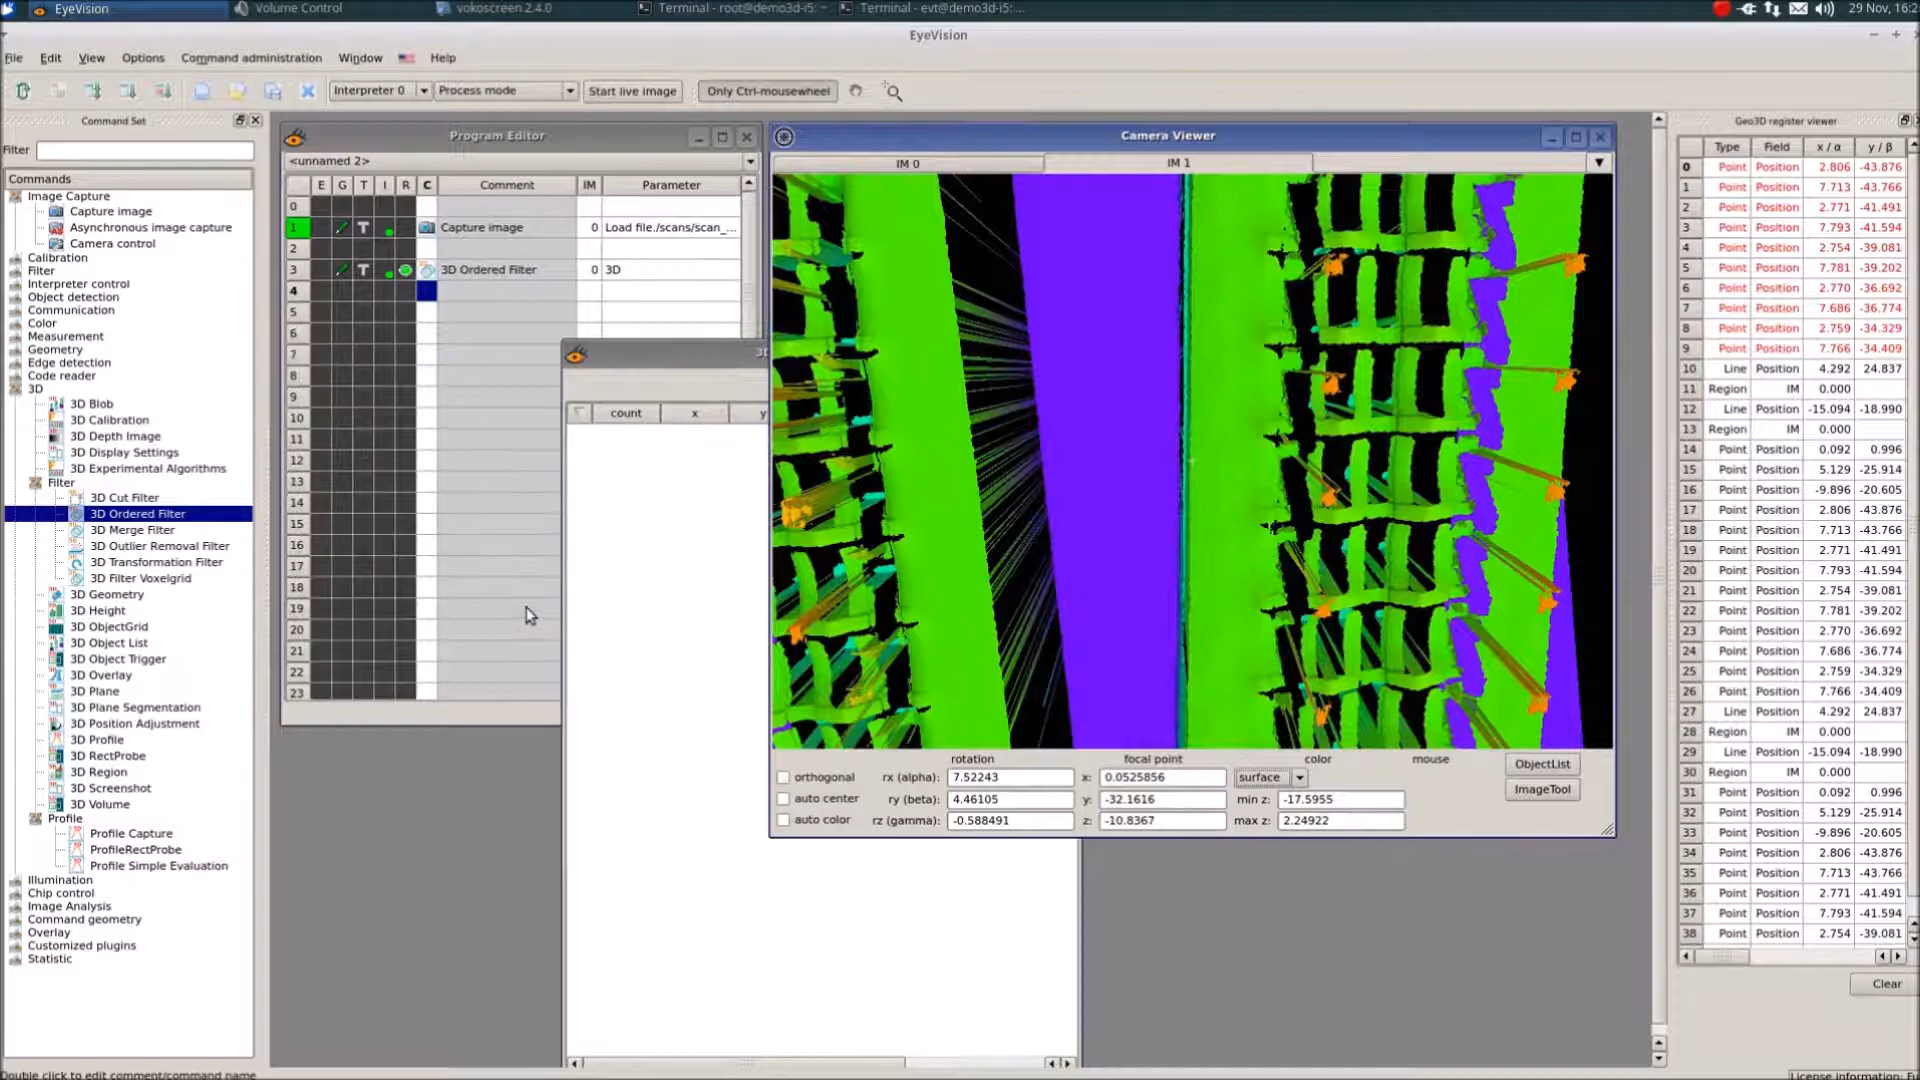 EyeVision
Volume Control
vokoscreen 2.4.0
Terminal - root@demo3d-i5: ~
Terminal - evt@demo3d-i5: ...
29 Nov, 16:2
EyeVision
File Edit View Options Command administration Window Help
Interpreter 0 Process mode Start live image Only Ctrl-mousewheel
Command Set
Filter
Commands
Image Capture
Capture image
Asynchronous image capture
Camera control
Calibration
Filter
Interpreter control
Object detection
Communication
Color
Measurement
Geometry
Edge detection
Code reader
3D
3D Blob
3D Calibration
3D Depth Image
3D Display Settings
3D Experimental Algorithms
Filter
3D Cut Filter
3D Ordered Filter
3D Merge Filter
3D Outlier Removal Filter
3D Transformation Filter
3D Filter Voxelgrid
3D Geometry
3D Height
3D ObjectGrid
3D Object List
3D Object Trigger
3D Overlay
3D Plane
3D Plane Segmentation
3D Position Adjustment
3D Profile
3D RectProbe
3D Region
3D Screenshot
3D Volume
Profile
Profile Capture
ProfileRectProbe
Profile Simple Evaluation
Illumination
Chip control
Image Analysis
Command geometry
Overlay
Customized plugins
Statistic
Double click to edit comment/command name
Program Editor
<unnamed 2>
E G T I R C Comment IM Parameter
0
1 T Capture image 0 Load file./scans/scan_...
2
3 T 3D Ordered Filter 0 3D
4
5
6
7
8
9
10
11
12
13
14
15
16
17
18
19
20
21
22
23
3D
count x y
Camera Viewer
IM 0 IM 1
rotation focal point color mouse
orthogonal rx (alpha): 7.52243 x: 0.0525856 surface ObjectList
auto center ry (beta): 4.46105 y: -32.1616 min z: -17.5955 ImageTool
auto color rz (gamma): -0.588491 z: -10.8367 max z: 2.24922
Geo3D register viewer
Type Field x / α y / β
0 Point Position 2.806 -43.876
1 Point Position 7.713 -43.766
2 Point Position 2.771 -41.491
3 Point Position 7.793 -41.594
4 Point Position 2.754 -39.081
5 Point Position 7.781 -39.202
6 Point Position 2.770 -36.692
7 Point Position 7.686 -36.774
8 Point Position 2.759 -34.329
9 Point Position 7.766 -34.409
10 Line Position 4.292 24.837
11 Region IM 0.000
12 Line Position -15.094 -18.990
13 Region IM 0.000
14 Point Position 0.092 0.996
15 Point Position 5.129 -25.914
16 Point Position -9.896 -20.605
17 Point Position 2.806 -43.876
18 Point Position 7.713 -43.766
19 Point Position 2.771 -41.491
20 Point Position 7.793 -41.594
21 Point Position 2.754 -39.081
22 Point Position 7.781 -39.202
23 Point Position 2.770 -36.692
24 Point Position 7.686 -36.774
25 Point Position 2.759 -34.329
26 Point Position 7.766 -34.409
27 Line Position 4.292 24.837
28 Region IM 0.000
29 Line Position -15.094 -18.990
30 Region IM 0.000
31 Point Position 0.092 0.996
32 Point Position 5.129 -25.914
33 Point Position -9.896 -20.605
34 Point Position 2.806 -43.876
35 Point Position 7.713 -43.766
36 Point Position 2.771 -41.491
37 Point Position 7.793 -41.594
38 Point Position 2.754 -39.081
Clear
License information: Fu